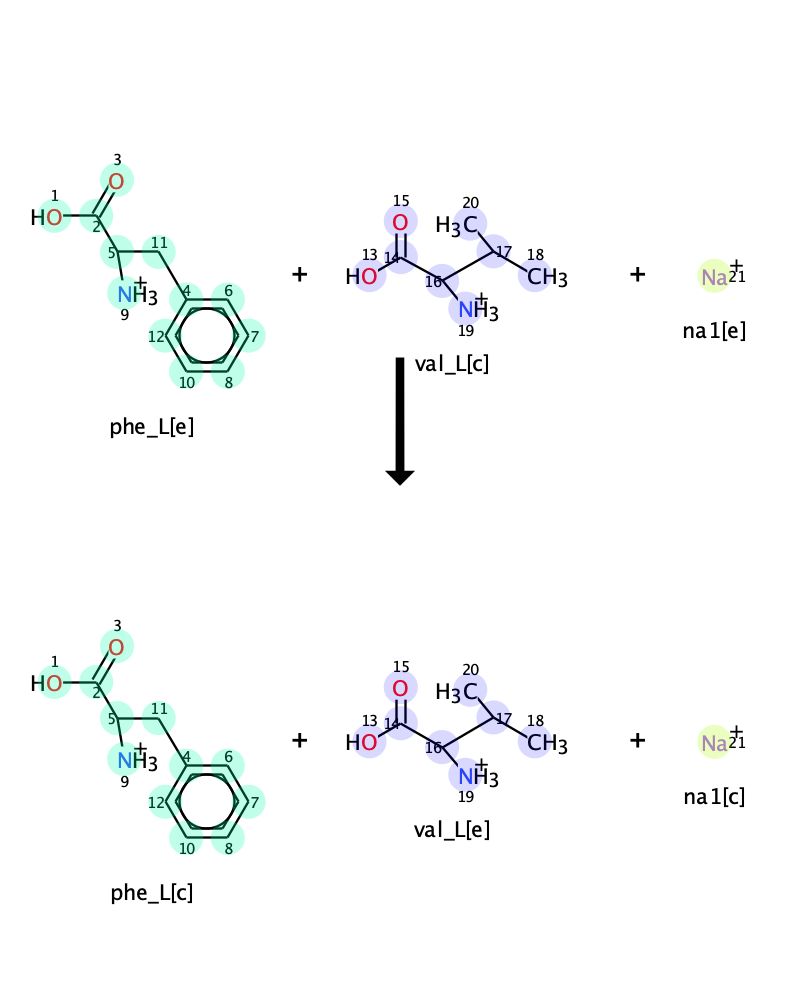 3
1
HO O
2
5
11
NH3
+
9
4
6
12
7
10
8
phe_L[e]
+
15
O
20
H3C
13
14
17
18
HO
16
CH3
NH3
+
19
val_L[c]
+
Na
+
21
na1[e]
3
1
HO O
2
5
11
NH3
+
9
4
6
12
7
10
8
phe_L[c]
+
15
O
20
H3C
13
14
17
18
HO
16
CH3
NH3
+
19
val_L[e]
+
Na
+
21
na1[c]